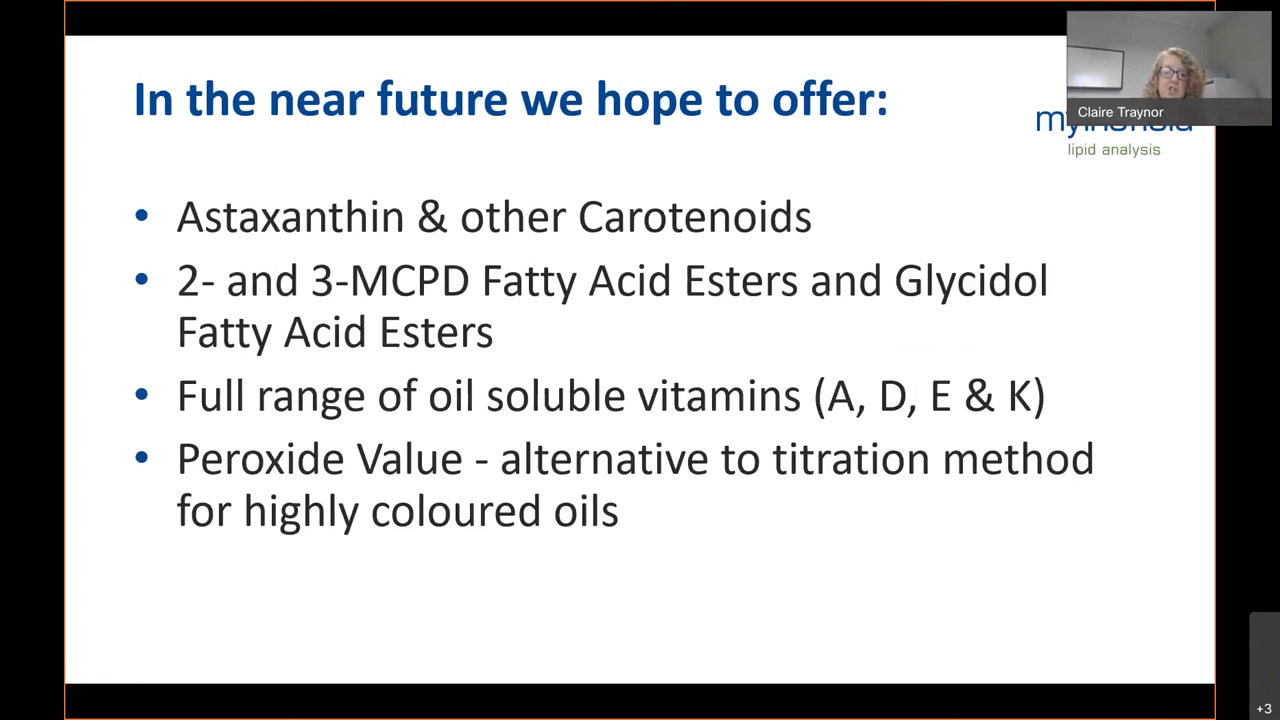 In the near future we hope to offer:
Claire Traynor
lipid analysis
• Astaxanthin & other Carotenoids
• 2- and 3-MCPD Fatty Acid Esters and Glycidol
Fatty Acid Esters
• Full range of oil soluble vitamins (A, D, E & K)
• Peroxide Value - alternative to titration method
for highly coloured oils
+3